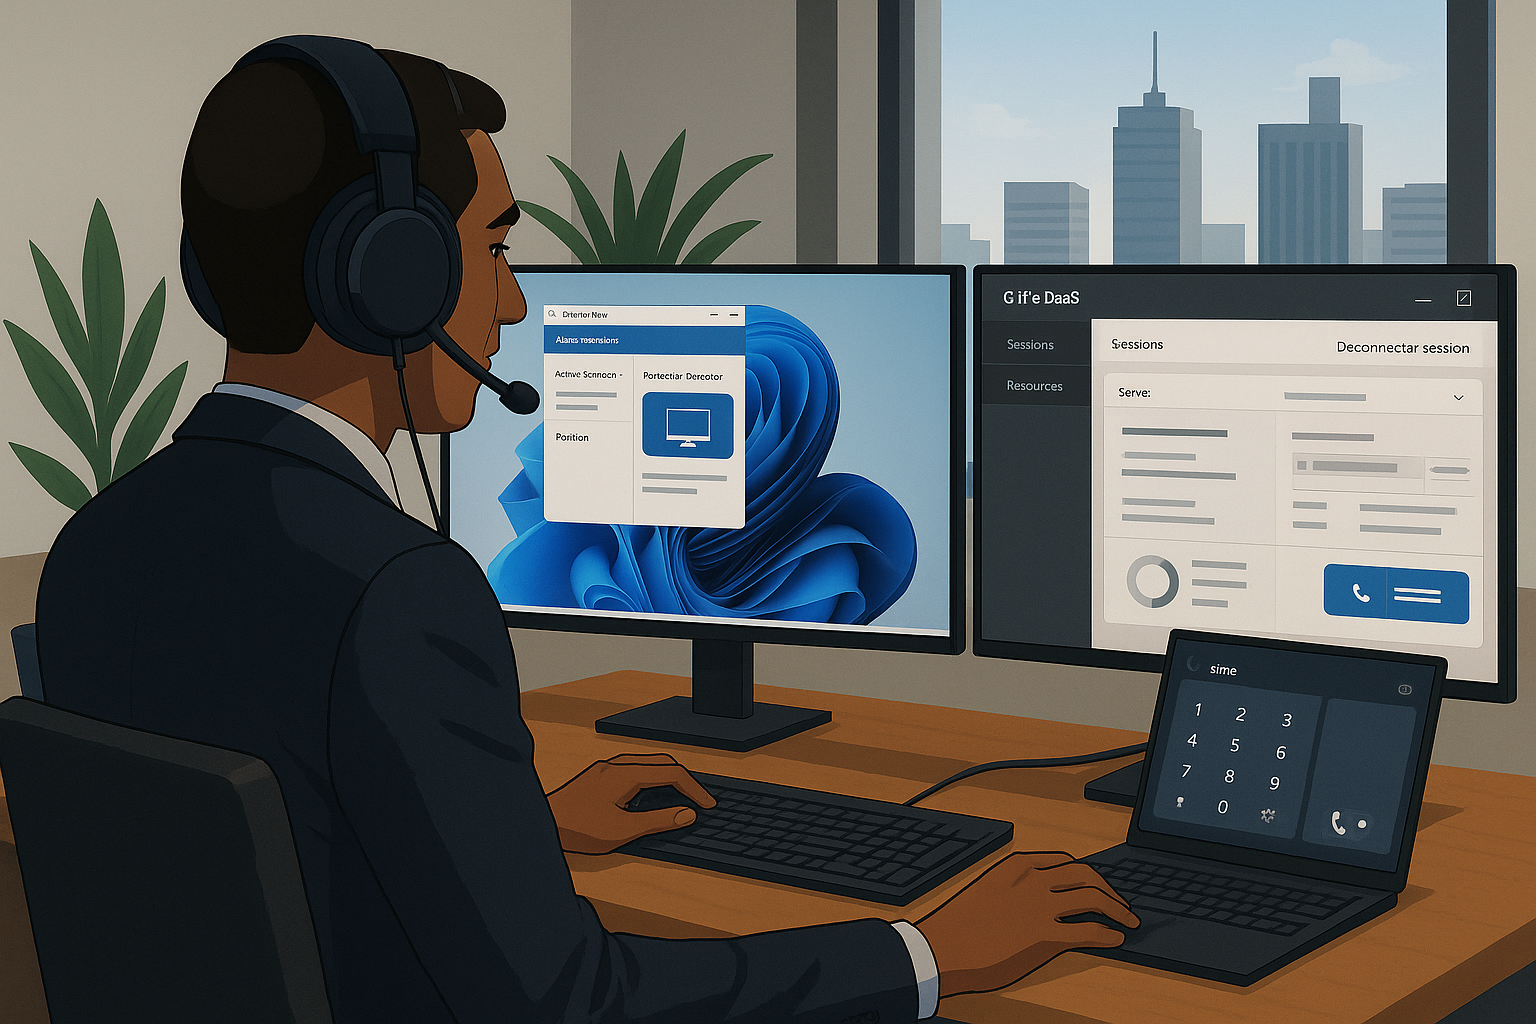 Drtertor New
Alares resensions
Active Scnnocn
Portectiar Dereotor
Porition
G if'e DaaS
Sessions
Resources
Sessions
Deconnectar session
Serve:
sime
1 2 3
4 5 6
7 8 9
0